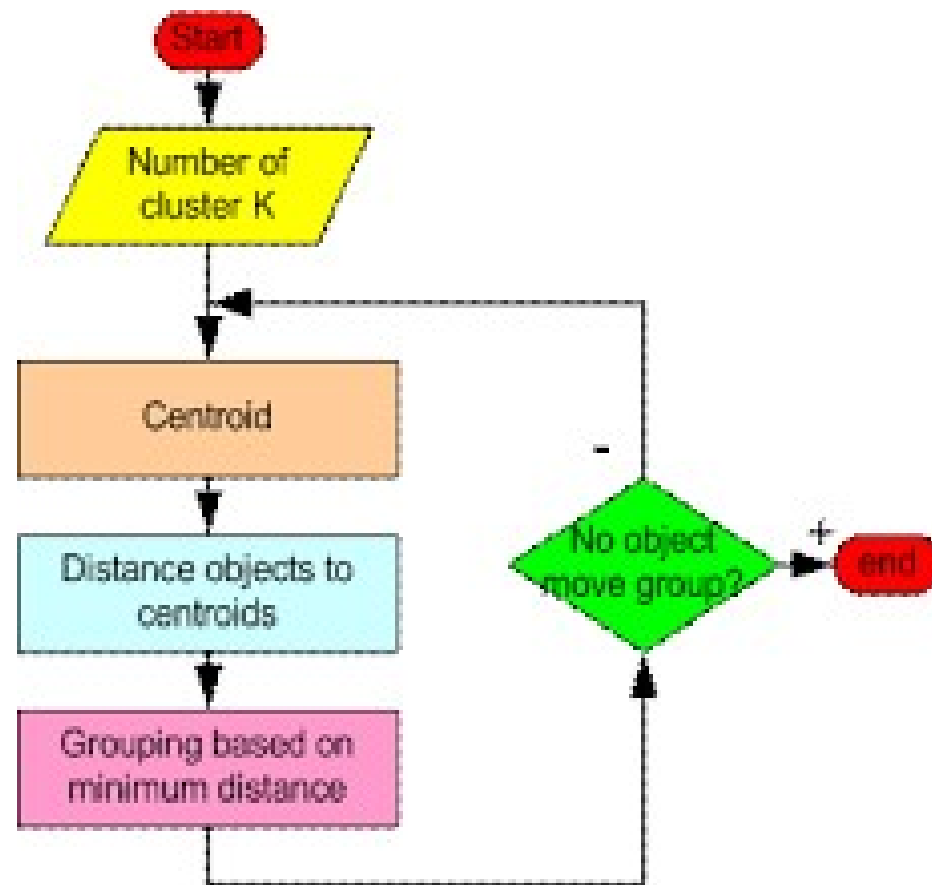 Start
Number of
cluster K
Centroid
Distance objects to
centroids
Grouping based on
minimum distance
-
No object
move group?
+
end